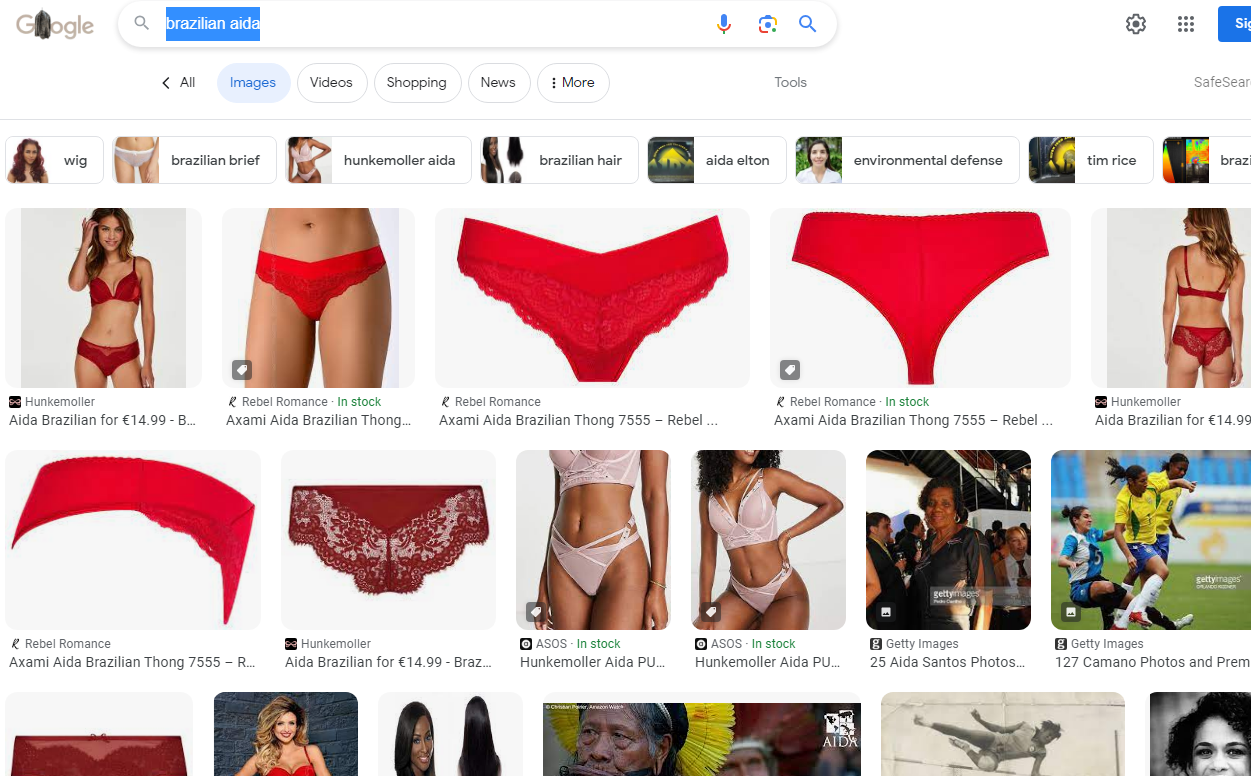 Google
brazilian aida
Sig
All
Images
Videos
Shopping
News
More
Tools
SafeSear
wig
brazilian brief
hunkemoller aida
brazilian hair
aida elton
environmental defense
tim rice
brazi
Hunkemoller
Aida Brazilian for €14.99 - B...
Rebel Romance · In stock
Axami Aida Brazilian Thong...
Rebel Romance
Axami Aida Brazilian Thong 7555 – Rebel ...
Rebel Romance · In stock
Axami Aida Brazilian Thong 7555 – Rebel ...
Hunkemoller
Aida Brazilian for €14.99
gettyimages
gettyimages
Rebel Romance
Axami Aida Brazilian Thong 7555 – R...
Hunkemoller
Aida Brazilian for €14.99 - Braz...
ASOS · In stock
Hunkemoller Aida PU...
ASOS · In stock
Hunkemoller Aida PU...
Getty Images
25 Aida Santos Photos...
Getty Images
127 Camano Photos and Prem
© Christian Poirier, Amazon Watch
AIDA